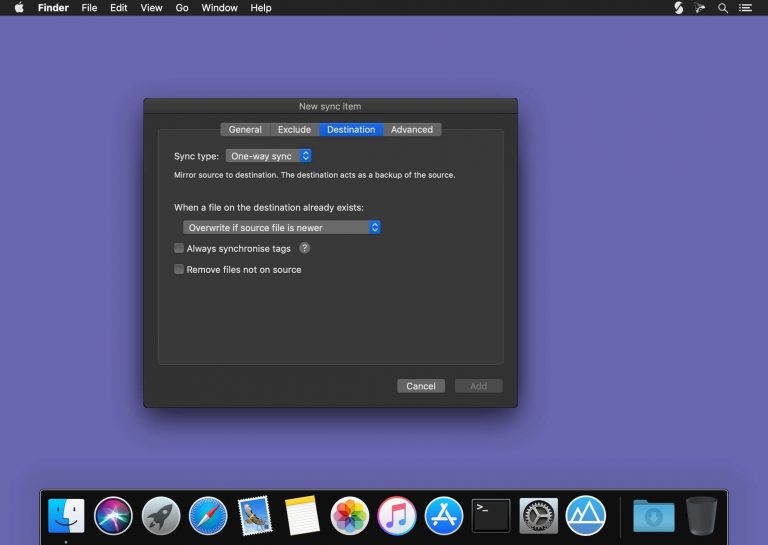 Finder File Edit View Go Window Help
New sync item
General Exclude Destination Advanced
Sync type: One-way sync
Mirror source to destination. The destination acts as a backup of the source.
When a file on the destination already exists:
Overwrite if source file is newer
Always synchronise tags ?
Remove files not on source
Cancel Add
>_